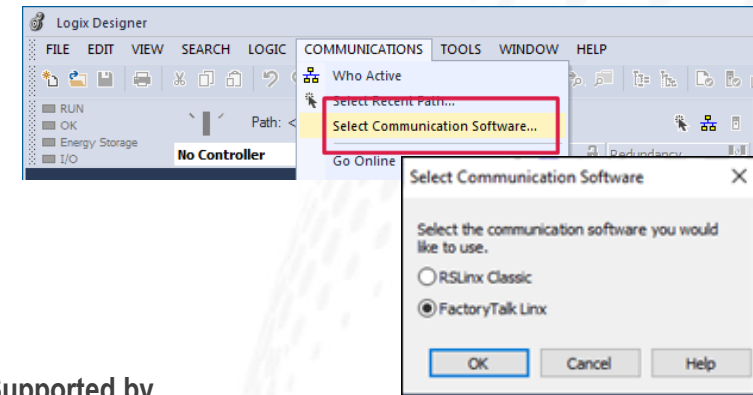 Logix Designer
FILE EDIT VIEW SEARCH LOGIC COMMUNICATIONS TOOLS WINDOW HELP
Who Active
Select Recent Path...
RUN
OK
Path: <
Select Communication Software...
Energy Storage
I/O
No Controller
Go Online
Redundancy
Select Communication Software
Select the communication software you would
like to use.
RSLinx Classic
FactoryTalk Linx
OK Cancel Help
Supported by